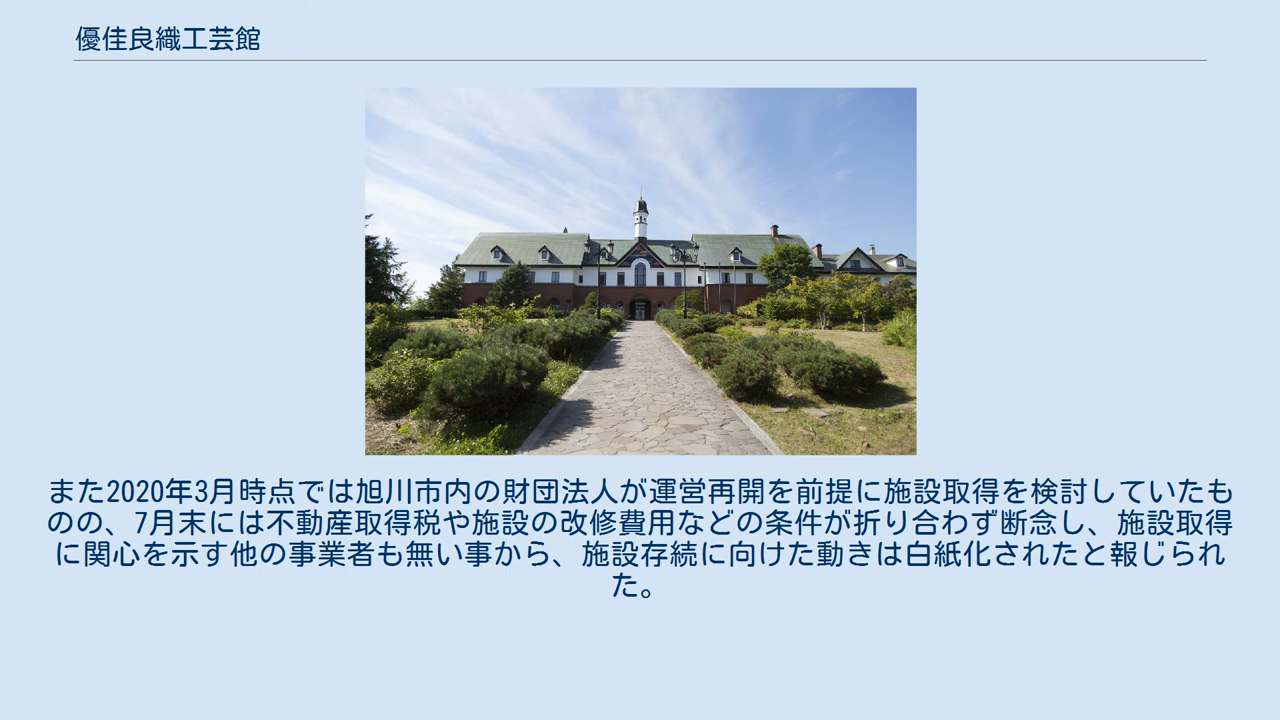 優佳良織工芸館
また2020年3月時点では旭川市内の財団法人が運営再開を前提に施設取得を検討していたも
のの、7月末には不動産取得税や施設の改修費用などの条件が折り合わず断念し、施設取得
に関心を示す他の事業者も無い事から、施設存続に向けた動きは白紙化されたと報じられ
た。